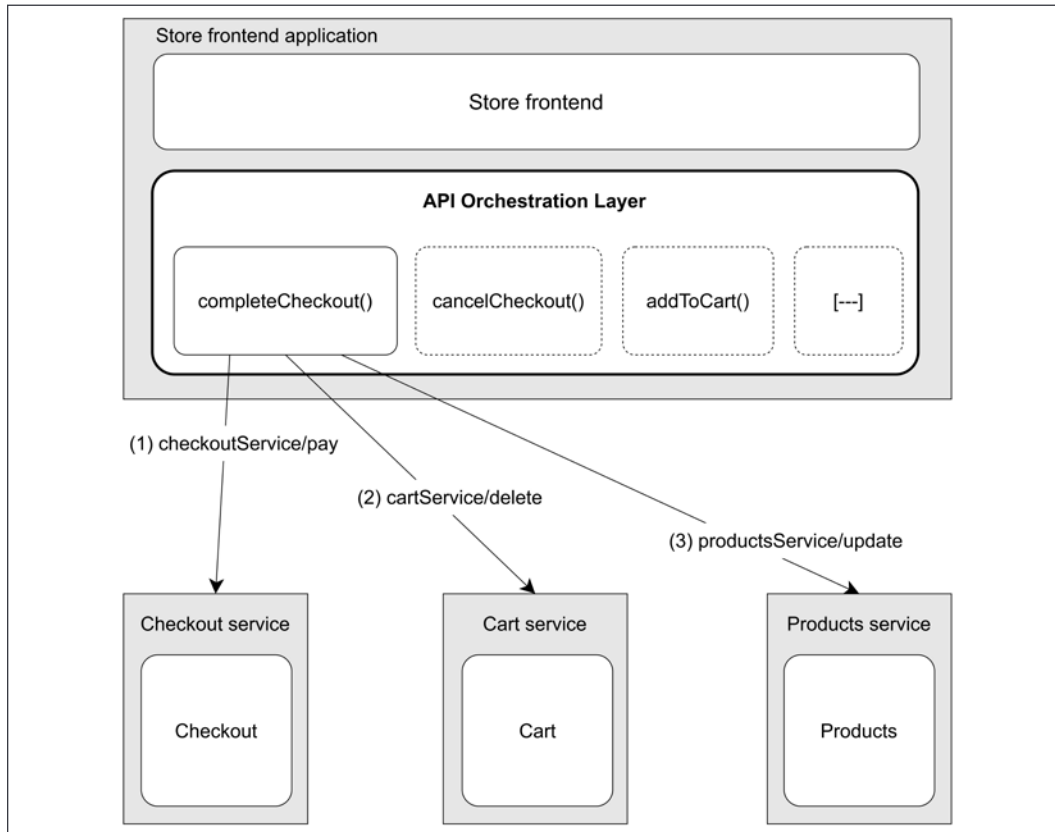 Store frontend application
Store frontend
API Orchestration Layer
completeCheckout()
cancelCheckout()
addToCart()
[---]
(1) checkoutService/pay
(2) cartService/delete
(3) productsService/update
Checkout service
Cart service
Products service
Checkout
Cart
Products